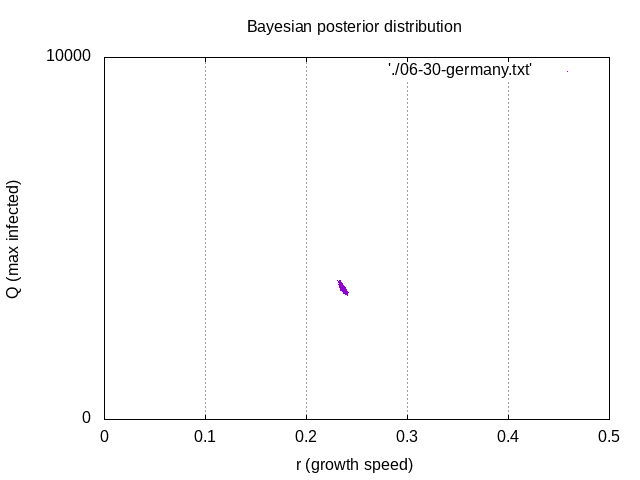 Bayesian posterior distribution
10000
'./06-30-germany.txt'
Q (max infected)
0
0 0.1 0.2 0.3 0.4 0.5
r (growth speed)